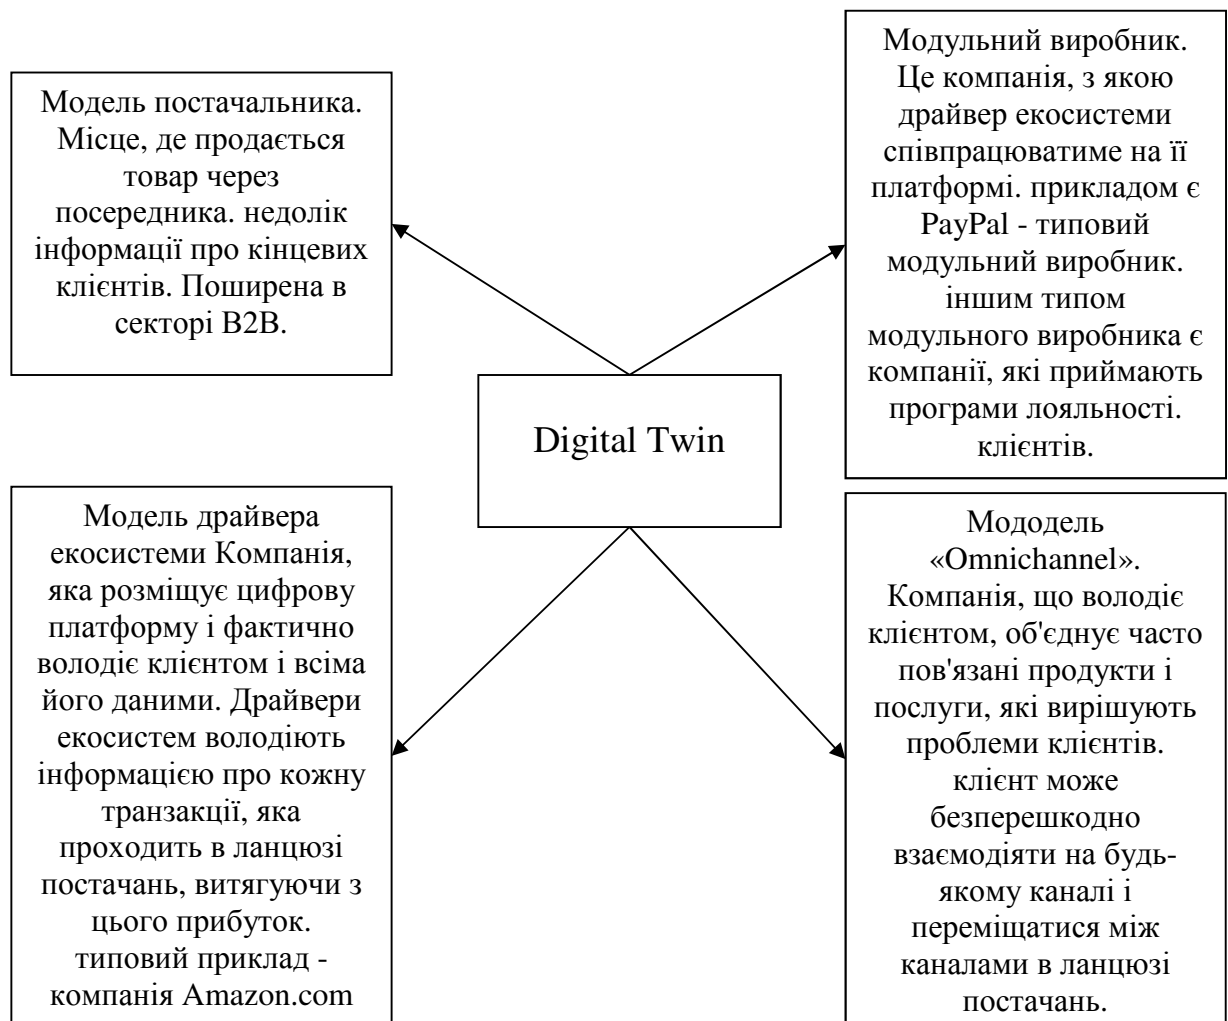 Модель постачальника.
Місце, де продається
товар через
посередника. недолік
інформації про кінцевих
клієнтів. Поширена в
секторі B2B.
Модульний виробник.
Це компанія, з якою
драйвер екосистеми
співпрацюватиме на її
платформі. прикладом є
PayPal - типовий
модульний виробник.
іншим типом
модульного виробника є
компанії, які приймають
програми лояльності.
клієнтів.
Digital Twin
Модель драйвера
екосистеми Компанія,
яка розміщує цифрову
платформу і фактично
володіє клієнтом і всіма
його даними. Драйвери
екосистем володіють
інформацією про кожну
транзакції, яка
проходить в ланцюзі
постачань, витягуючи з
цього прибуток.
типовий приклад -
компанія Amazon.com
Мододель
«Omnichannel».
Компанія, що володіє
клієнтом, об'єднує часто
пов'язані продукти і
послуги, які вирішують
проблеми клієнтів.
клієнт може
безперешкодно
взаємодіяти на будь-
якому каналі і
переміщатися між
каналами в ланцюзі
постачань.